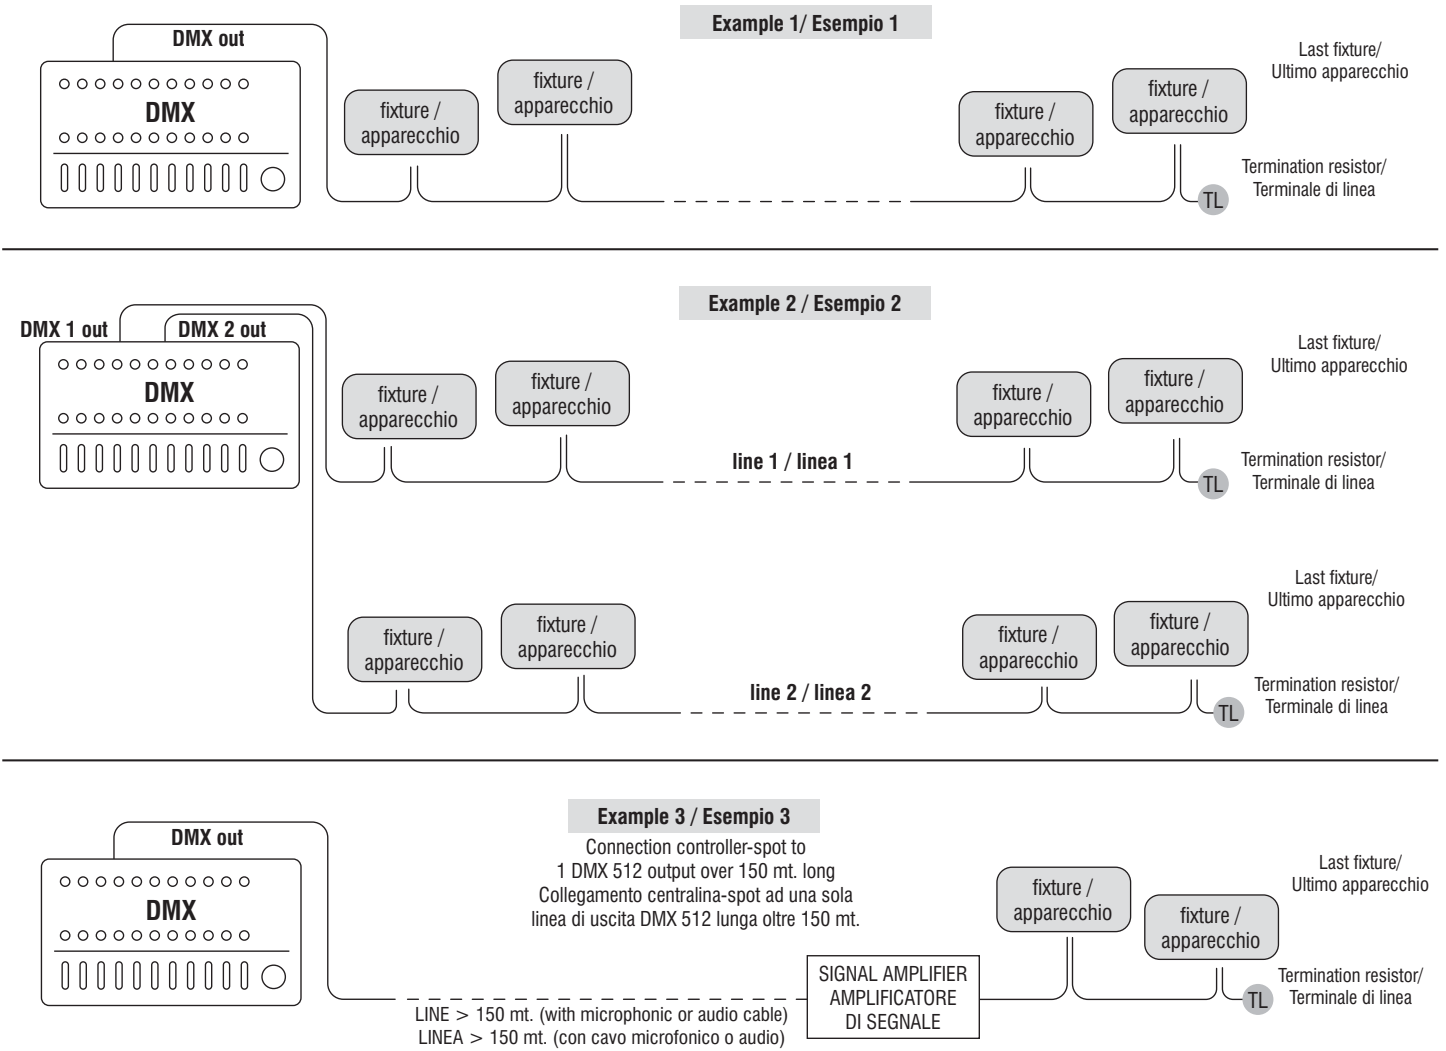 Example 1/ Esempio 1
DMX out
DMX
fixture /
apparecchio
fixture /
apparecchio
fixture /
apparecchio
fixture /
apparecchio
Last fixture/
Ultimo apparecchio
Termination resistor/
Terminale di linea
TL
Example 2 / Esempio 2
DMX 1 out
DMX 2 out
DMX
fixture /
apparecchio
fixture /
apparecchio
line 1 / linea 1
fixture /
apparecchio
fixture /
apparecchio
Last fixture/
Ultimo apparecchio
Termination resistor/
Terminale di linea
TL
fixture /
apparecchio
fixture /
apparecchio
line 2 / linea 2
fixture /
apparecchio
fixture /
apparecchio
Last fixture/
Ultimo apparecchio
Termination resistor/
Terminale di linea
TL
Example 3 / Esempio 3
Connection controller-spot to
1 DMX 512 output over 150 mt. long
Collegamento centralina-spot ad una sola
linea di uscita DMX 512 lunga oltre 150 mt.
DMX out
DMX
LINE > 150 mt. (with microphonic or audio cable)
LINEA > 150 mt. (con cavo microfonico o audio)
SIGNAL AMPLIFIER
AMPLIFICATORE
DI SEGNALE
fixture /
apparecchio
fixture /
apparecchio
Last fixture/
Ultimo apparecchio
Termination resistor/
Terminale di linea
TL